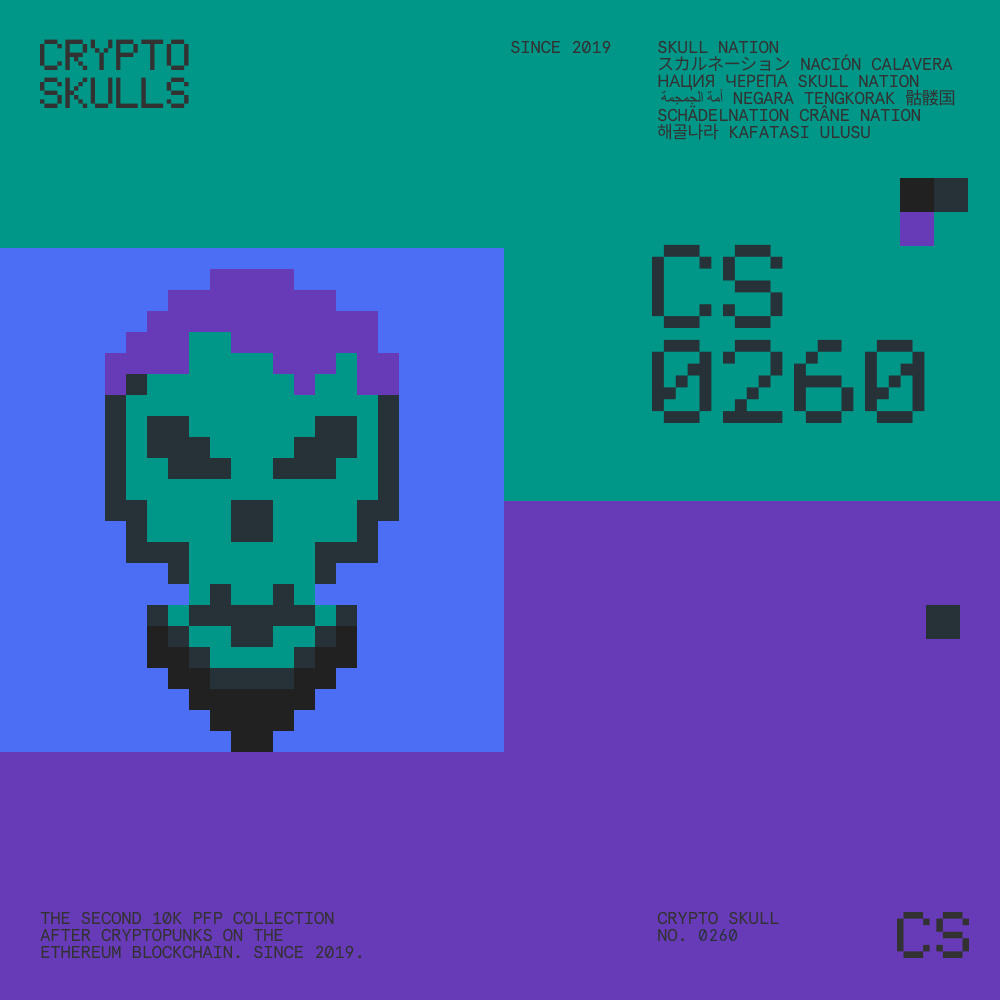 CRYPTO
SKULLS
SINCE 2019
SKULL NATION
スカルネーション NACIÓN CALAVERA
НАЦИЯ ЧЕРЕПА SKULL NATION
أمة الجمجمة NEGARA TENGKORAK 骷髅国
SCHÄDELNATION CRÂNE NATION
해골나라 KAFATASI ULUSU
CS
0260
THE SECOND 10K PFP COLLECTION
AFTER CRYPTOPUNKS ON THE
ETHEREUM BLOCKCHAIN. SINCE 2019.
CRYPTO SKULL
NO. 0260
CS